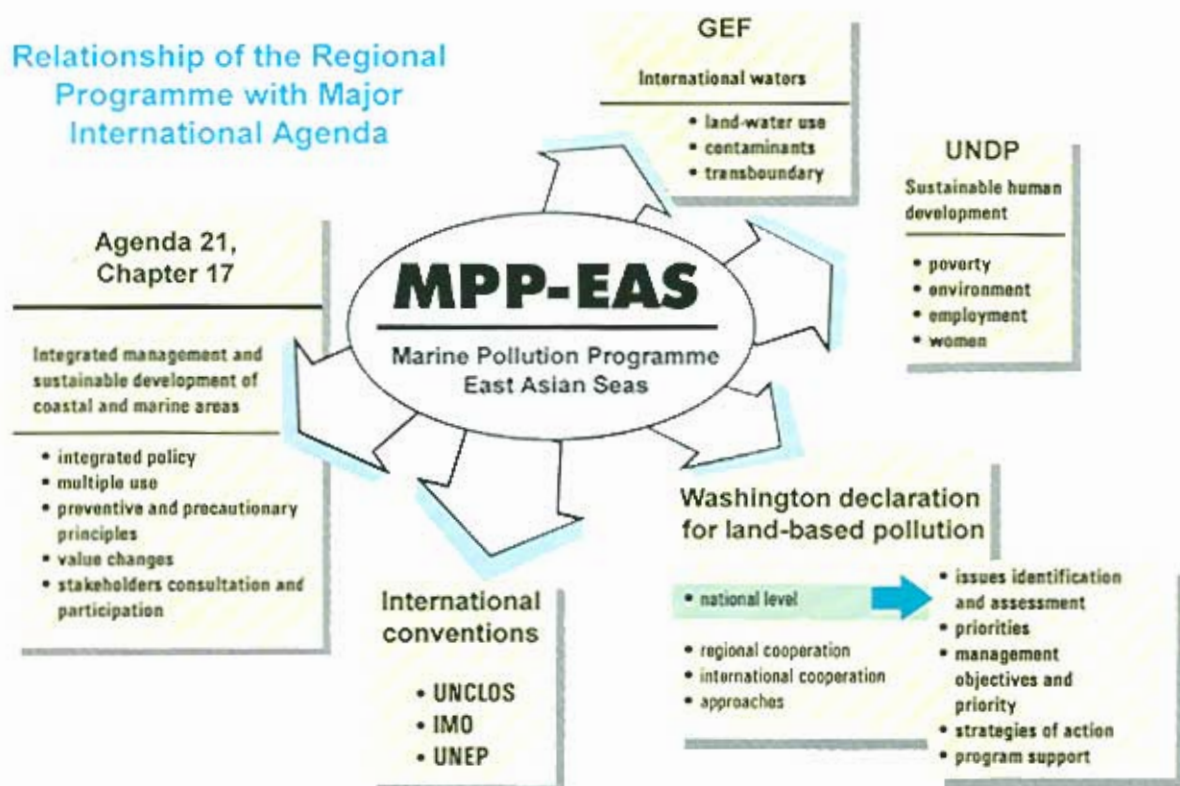 Relationship of the Regional
Programme with Major
International Agenda
GEF
International waters
• land-water use
• contaminants
• transboundary
UNDP
Sustainable human
development
• poverty
• environment
• employment
• women
Agenda 21,
Chapter 17
Integrated management and
sustainable development of
coastal and marine areas
• integrated policy
• multiple use
• preventive and precautionary
principles
• value changes
• stakeholders consultation and
participation
MPP-EAS
Marine Pollution Programme
East Asian Seas
International
conventions
• UNCLOS
• IMO
• UNEP
Washington declaration
for land-based pollution
• national level
• regional cooperation
• international cooperation
• approaches
• issues identification
and assessment
• priorities
• management
objectives and
priority
• strategies of action
• program support